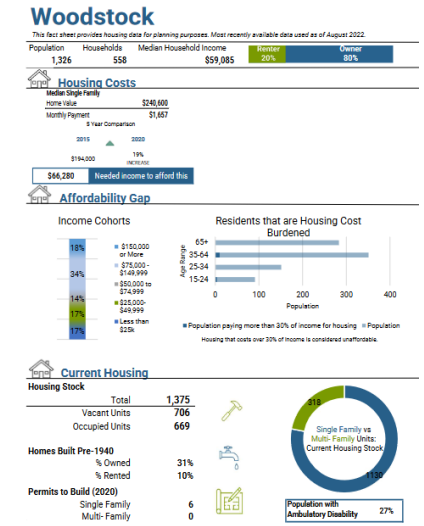 Woodstock
This fact sheet provides housing data for planning purposes. Most recently available data used as of August 2022.
Population Households Median Household Income Renter Owner
1,326 558 $59,085 20% 80%
Housing Costs
Median Single Family
Home Value $240,600
Monthly Payment $1,657
5 Year Comparison
2015 2020
$194,000 19%
INCREASE
$66,280 Needed income to afford this
Affordability Gap
Income Cohorts
18%
34%
14%
17%
17%
$150,000
or More
$75,000 -
$149,999
$50,000 to
$74,999
$25,000-
$49,999
Less than
$25k
Residents that are Housing Cost
Burdened
Age Range
65+
35-64
25-34
15-24
0 100 200 300 400
Population
Population paying more than 30% of income for housing Population
Housing that costs over 30% of income is considered unaffordable.
Current Housing
Housing Stock
Total 1,375
Vacant Units 706
Occupied Units 669
Homes Built Pre-1940
% Owned 31%
% Rented 10%
Permits to Build (2020)
Single Family 6
Multi- Family 0
318
Single Family vs
Multi- Family Units:
Current Housing Stock
1130
Population with
Ambulatory Disability 27%